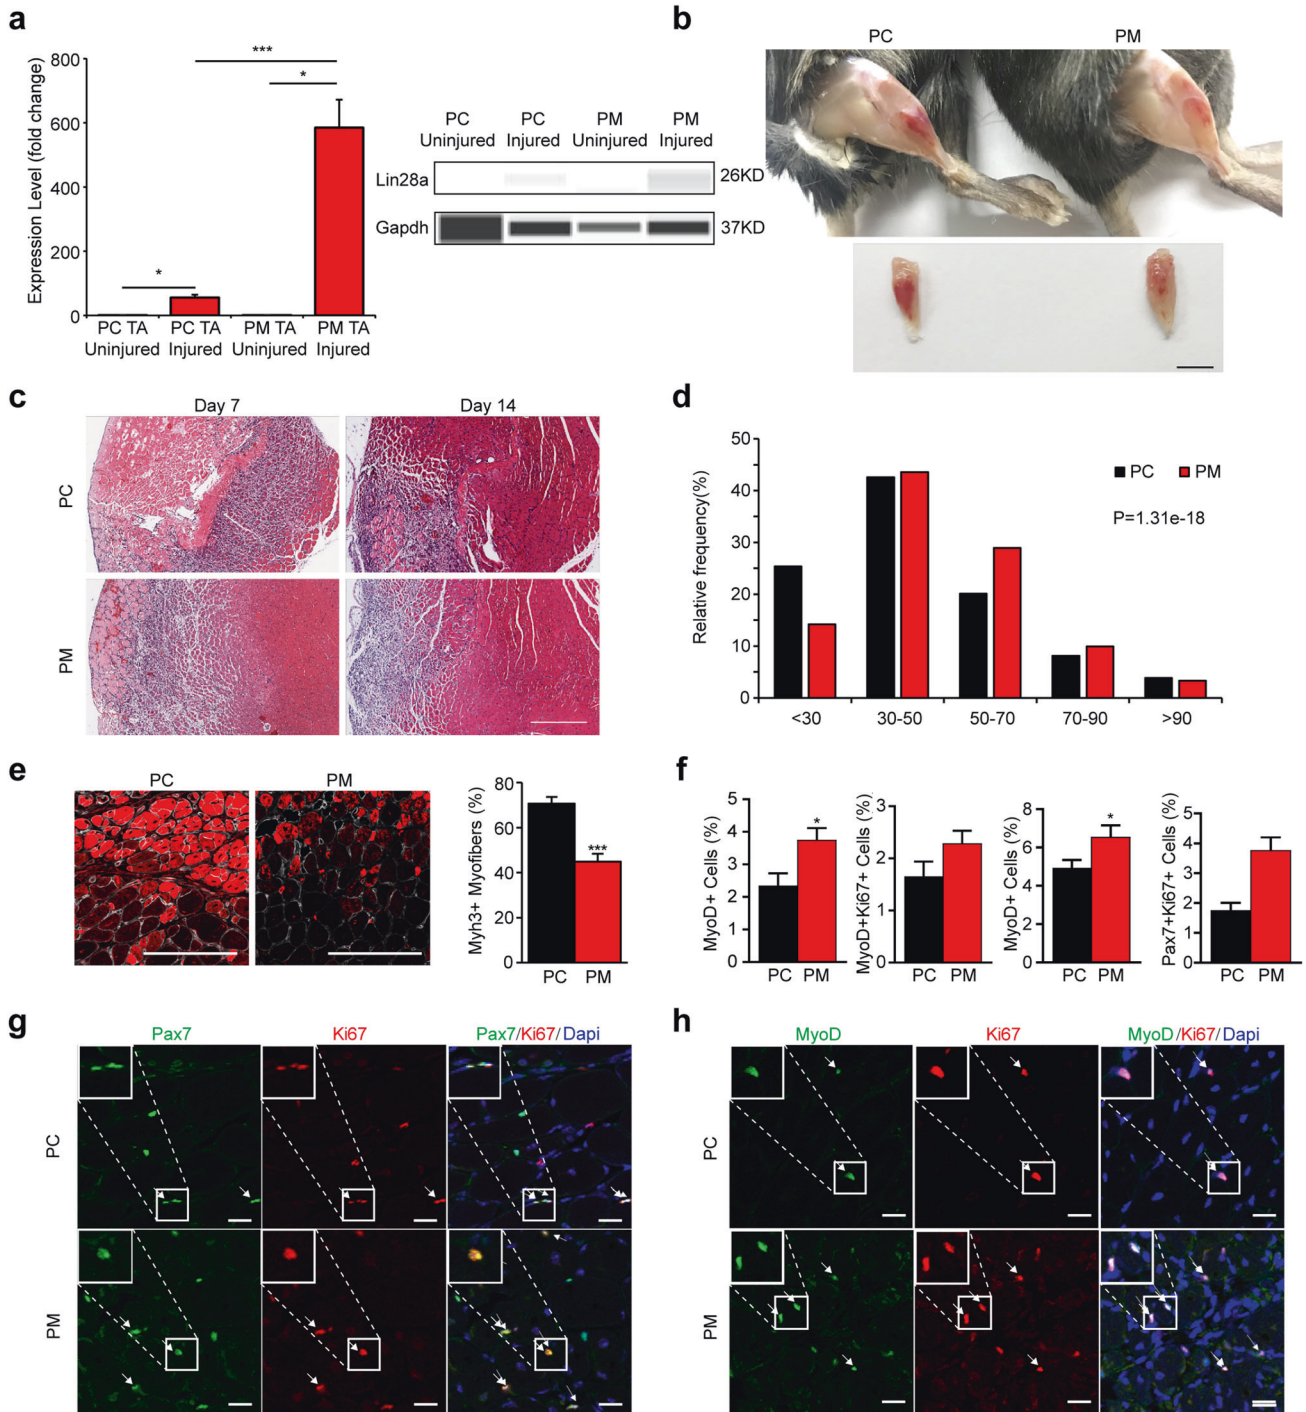 a
Expression Level (fold change)
800
600
400
200
0
***
*
*
PC TA
Uninjured
PC TA
Injured
PM TA
Uninjured
PM TA
Injured
PC
Uninjured
PC
Injured
PM
Uninjured
PM
Injured
Lin28a
26KD
Gapdh
37KD
b
PC
PM
c
Day 7
Day 14
PC
PM
d
Relative frequency(%)
50
40
30
20
10
0
PC
PM
P=1.31e-18
<30
30-50
50-70
70-90
>90
e
PC
PM
Myh3+ Myofibers (%)
80
60
40
20
0
***
PC
PM
f
MyoD+ Cells (%)
5
4
3
2
1
0
*
PC
PM
MyoD+Ki67+ Cells (%)
3
2
1
0
PC
PM
MyoD+ Cells (%)
8
6
4
2
0
*
PC
PM
Pax7+Ki67+ Cells (%)
5
4
3
2
1
0
PC
PM
g
Pax7
Ki67
Pax7/Ki67/Dapi
PC
PM
h
MyoD
Ki67
MyoD/Ki67/Dapi
PC
PM